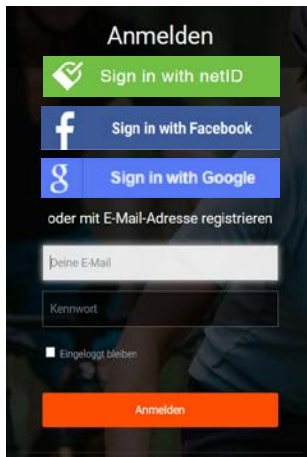 Anmelden
Sign in with netID
f Sign in with Facebook
g Sign in with Google
oder mit E-Mail-Adresse registrieren
Deine E-Mail
Kennwort
Eingeloggt bleiben
Anmelden